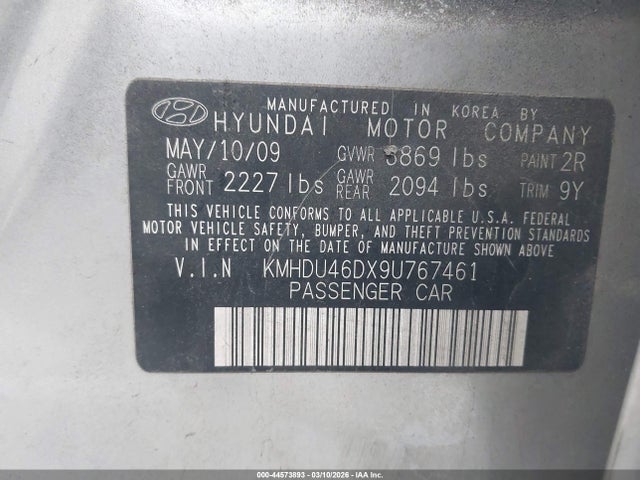 MANUFACTURED IN KOREA BY
HYUNDAI MOTOR COMPANY
MAY/10/09 GVWR 3869 lbs PAINT 2R
GAWR FRONT 2227 lbs GAWR REAR 2094 lbs TRIM 9Y
THIS VEHICLE CONFORMS TO ALL APPLICABLE U.S.A. FEDERAL
MOTOR VEHICLE SAFETY, BUMPER, AND THEFT PREVENTION STANDARDS
IN EFFECT ON THE DATE OF MANUFACTURE SHOWN ABOVE
V.I.N KMHDU46DX9U767461
PASSENGER CAR
000-44573893 | 03/10/2026 - IAA Inc.